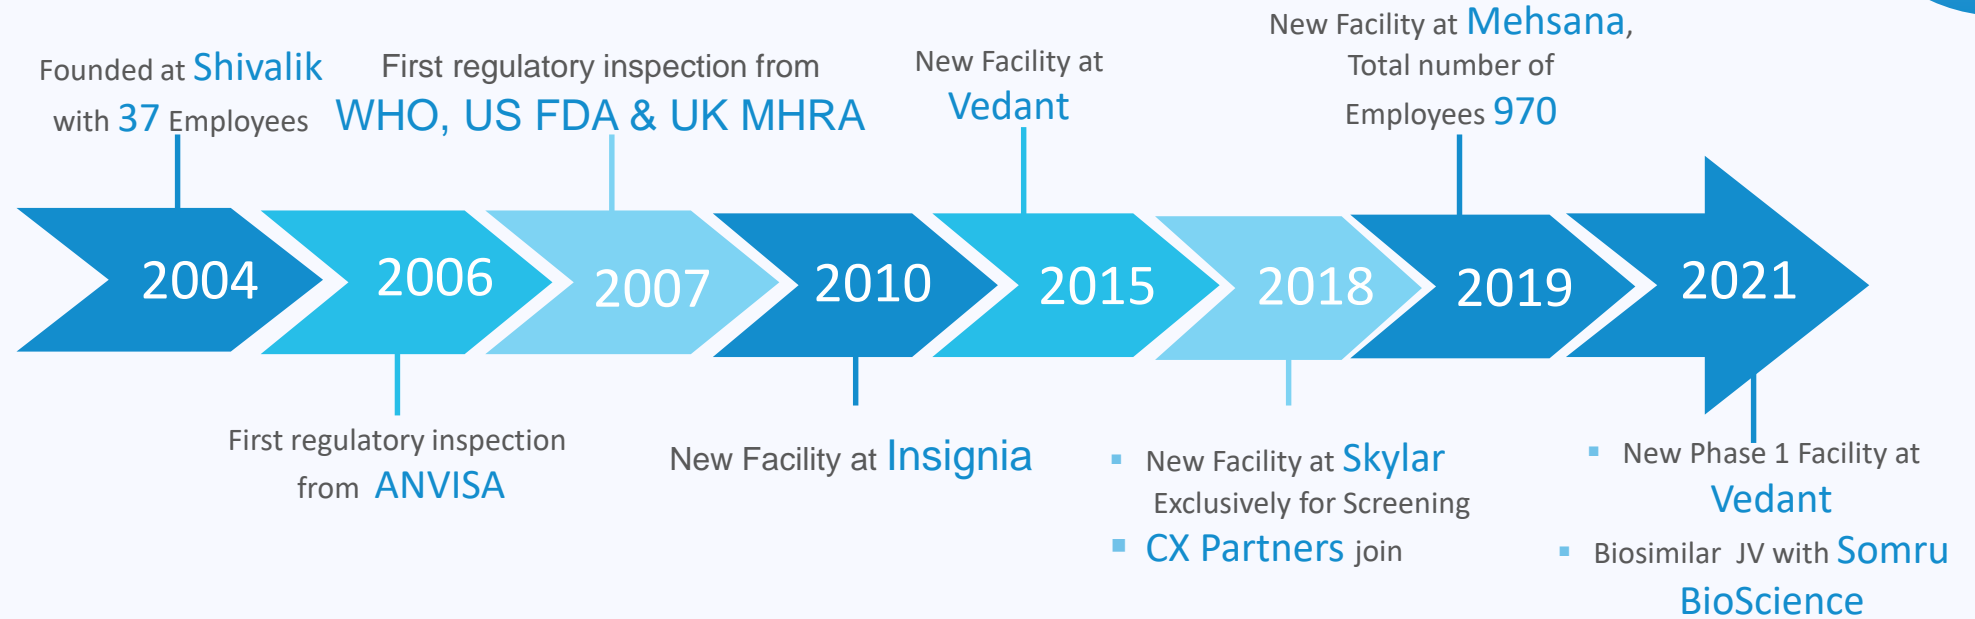 Founded at Shivalik
with 37 Employees
First regulatory inspection from
WHO, US FDA & UK MHRA
New Facility at
Vedant
New Facility at Mehsana,
Total number of
Employees 970
2004
2006
2007
2010
2015
2018
2019
2021
First regulatory inspection
from ANVISA
New Facility at Insignia
▪ New Facility at Skylar
Exclusively for Screening
▪ CX Partners join
▪ New Phase 1 Facility at
Vedant
▪ Biosimilar JV with Somru
BioScience